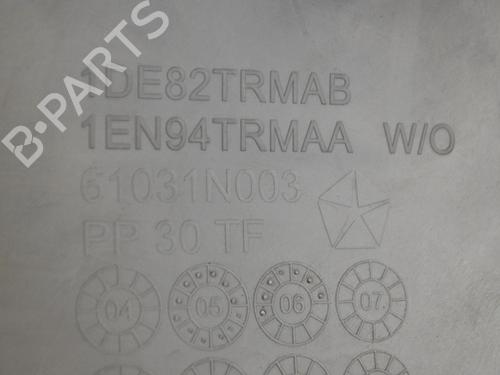 B-PARTS
1DE82TRMAB
1EN94TRMAA W/O
61031N003
PP 30 TF
04 05 06 07